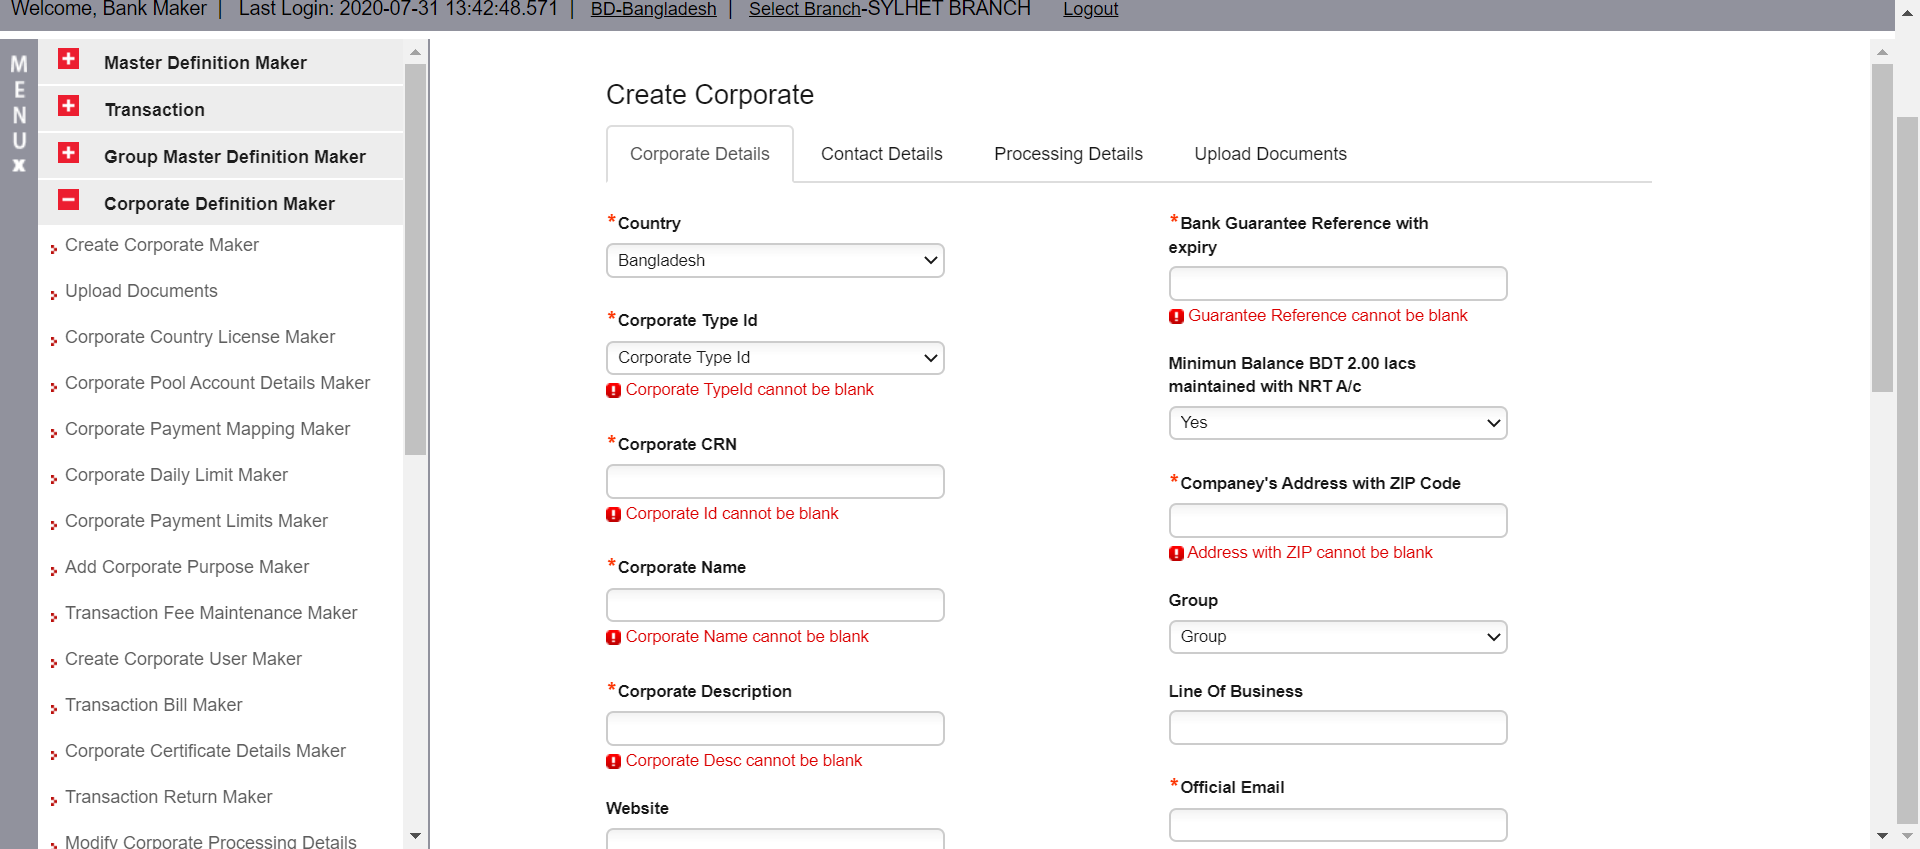 Welcome, Bank Maker | Last Login: 2020-07-31 13:42:48.571 | BD-Bangladesh | Select Branch-SYLHET BRANCH Logout
MENU x
Master Definition Maker
Transaction
Group Master Definition Maker
Corporate Definition Maker
Create Corporate Maker
Upload Documents
Corporate Country License Maker
Corporate Pool Account Details Maker
Corporate Payment Mapping Maker
Corporate Daily Limit Maker
Corporate Payment Limits Maker
Add Corporate Purpose Maker
Transaction Fee Maintenance Maker
Create Corporate User Maker
Transaction Bill Maker
Corporate Certificate Details Maker
Transaction Return Maker
Modify Corporate Processing Details
Create Corporate
Corporate Details Contact Details Processing Details Upload Documents
*Country
Bangladesh
*Corporate Type Id
Corporate Type Id
Corporate TypeId cannot be blank
*Corporate CRN
Corporate Id cannot be blank
*Corporate Name
Corporate Name cannot be blank
*Corporate Description
Corporate Desc cannot be blank
Website
*Bank Guarantee Reference with
expiry
Guarantee Reference cannot be blank
Minimun Balance BDT 2.00 lacs
maintained with NRT A/c
Yes
*Companey's Address with ZIP Code
Address with ZIP cannot be blank
Group
Group
Line Of Business
*Official Email